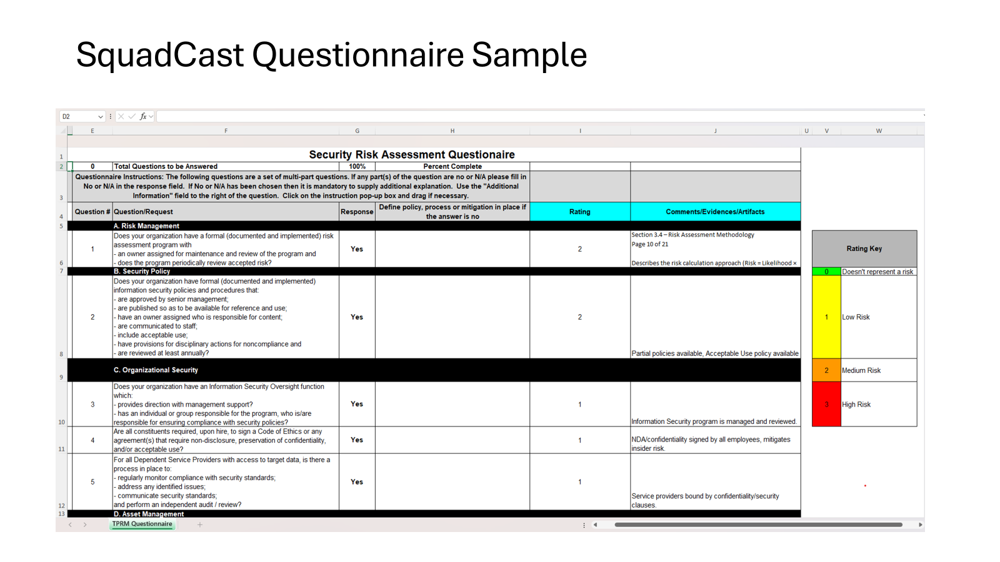 SquadCast Questionnaire Sample
D2
fx
E F G H I J U V W
1 Security Risk Assessment Questionaire
2 0 Total Questions to be Answered 100% Percent Complete
Questionnaire Instructions: The following questions are a set of multi-part questions. If any part(s) of the question are no or N/A please fill in
No or N/A in the response field. If No or N/A has been chosen then it is mandatory to supply additional explanation. Use the "Additional
3 Information" field to the right of the question. Click on the instruction pop-up box and drag if necessary.
4 Question # Question/Request Response Define policy, process or mitigation in place if
the answer is no
Rating Comments/Evidences/Artifacts
5 A. Risk Management
6 1
Does your organization have a formal (documented and implemented) risk
assessment program with
- an owner assigned for maintenance and review of the program and
- does the program periodically review accepted risk?
Yes
2
Section 3.4 – Risk Assessment Methodology
Page 10 of 21
Describes the risk calculation approach (Risk = Likelihood ×
7 B. Security Policy
8 2
Does your organization have formal (documented and implemented)
information security policies and procedures that:
- are approved by senior management;
- are published so as to be available for reference and use;
- have an owner assigned who is responsible for content;
- are communicated to staff;
- include acceptable use;
- have provisions for disciplinary actions for noncompliance and
- are reviewed at least annually?
Yes
2
Partial policies available, Acceptable Use policy available
9 C. Organizational Security
10 3
Does your organization have an Information Security Oversight function
which:
- provides direction with management support?
- has an individual or group responsible for the program, who is/are
responsible for ensuring compliance with security policies?
Yes
1
Information Security program is managed and reviewed.
11 4
Are all constituents required, upon hire, to sign a Code of Ethics or any
agreement(s) that require non-disclosure, preservation of confidentiality,
and/or acceptable use?
Yes
1
NDA/confidentiality signed by all employees, mitigates
insider risk.
12 5
For all Dependent Service Providers with access to target data, is there a
process in place to:
- regularly monitor compliance with security standards;
- address any identified issues;
- communicate security standards;
and perform an independent audit / review?
Yes
1
Service providers bound by confidentiality/security
clauses.
13 D. Asset Management
Rating Key
0 Doesn't represent a risk
1 Low Risk
2 Medium Risk
3 High Risk
TPRM Questionnaire